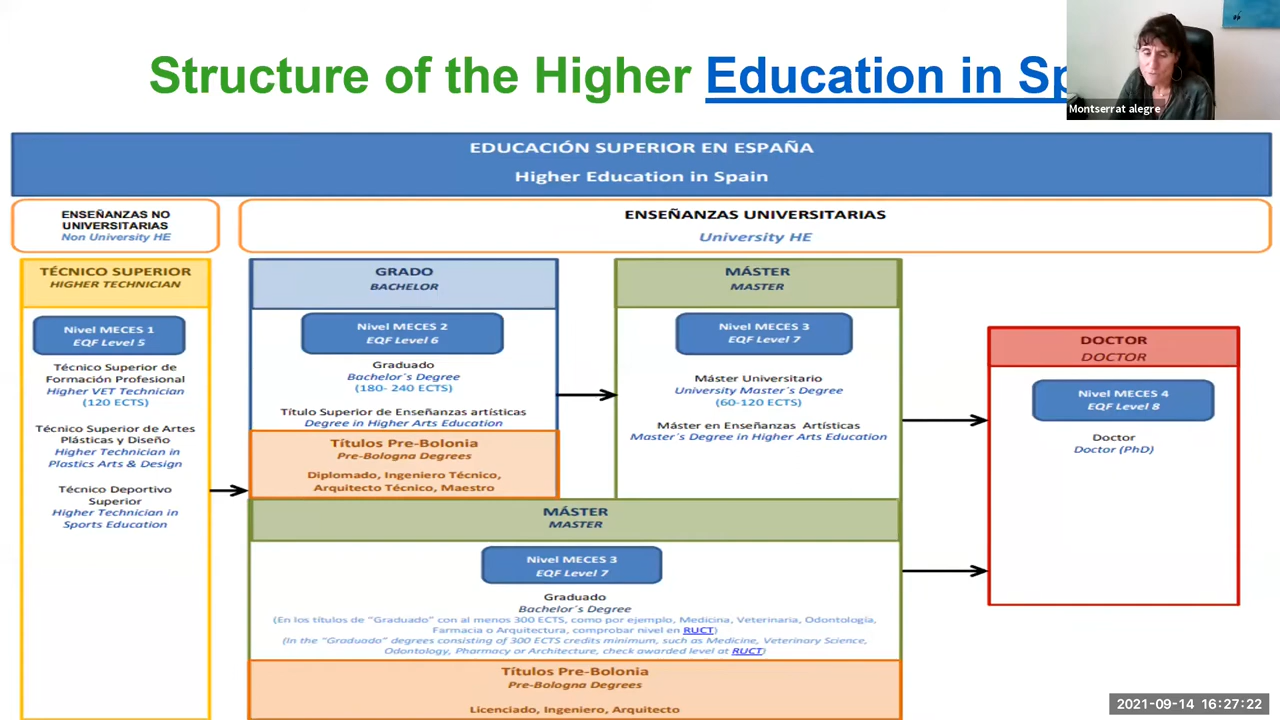 Structure of the Higher Education in
Montserrat alegre
EDUCACIÓN SUPERIOR EN ESPAÑA
Higher Education in Spain
ENSEÑANZAS NO
UNIVERSITARIAS
Non University HE
ENSEÑANZAS UNIVERSITARIAS
University HE
TÉCNICO SUPERIOR
HIGHER TECHNICIAN
Nivel MECES 1
EQF Level 5
Técnico Superior de
Formación Profesional
Higher VET Technician
(120 ECTS)
Técnico Superior de Artes
Plásticas y Diseño
Higher Technician in
Plastics Arts & Design
Técnico Deportivo
Superior
Higher Technician in
Sports Education
GRADO
BACHELOR
Nivel MECES 2
EQF Level 6
Graduado
Bachelor´s Degree
(180- 240 ECTS)
Título Superior de Enseñanzas artísticas
Degree in Higher Arts Education
Títulos Pre-Bolonia
Pre-Bologna Degrees
Diplomado, Ingeniero Técnico,
Arquitecto Técnico, Maestro
MÁSTER
MASTER
Nivel MECES 3
EQF Level 7
Máster Universitario
University Master´s Degree
(60-120 ECTS)
Máster en Enseñanzas Artísticas
Master´s Degree in Higher Arts Education
MÁSTER
MASTER
Nivel MECES 3
EQF Level 7
Graduado
Bachelor´s Degree
(En los títulos de "Graduado" con al menos 300 ECTS, como por ejemplo, Medicina, Veterinaria, Odontología,
Farmacia o Arquitectura, comprobar nivel en RUCT)
(In the "Graduado" degrees consisting of 300 ECTS credits minimum, such as Medicine, Veterinary Science,
Odontology, Pharmacy or Architecture, check awarded level at RUCT)
Títulos Pre-Bolonia
Pre-Bologna Degrees
Licenciado, Ingeniero, Arquitecto
DOCTOR
DOCTOR
Nivel MECES 4
EQF Level 8
Doctor
Doctor (PhD)
2021-09-14 16:27:22